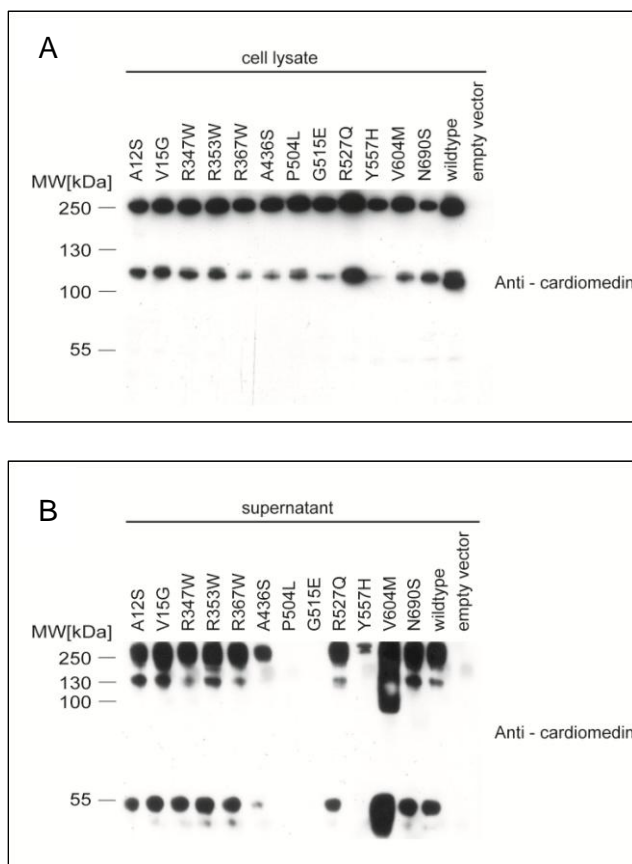 A
cell lysate
A12S V15G R347W R353W R367W A436S P504L G515E R527Q Y557H V604M N690S wildtype empty vector
MW[kDa]
250
130
100
55
Anti - cardiomedin
B
supernatant
A12S V15G R347W R353W R367W A436S P504L G515E R527Q Y557H V604M N690S wildtype empty vector
MW[kDa]
250
130
100
55
Anti - cardiomedin